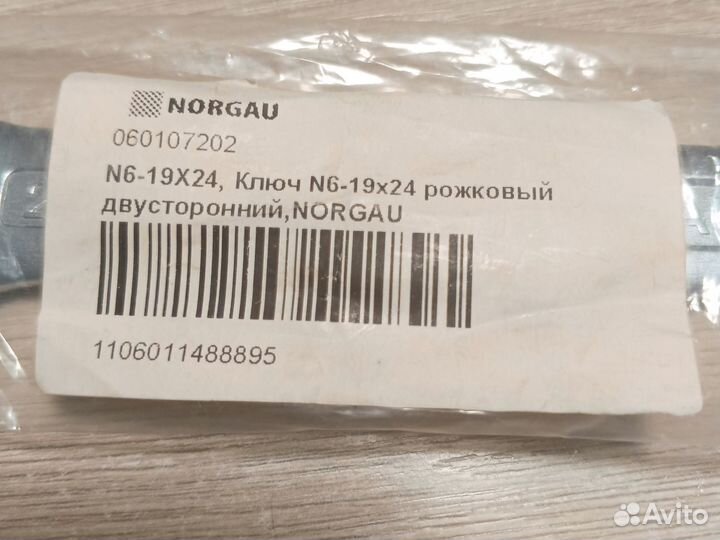 NORGAU
060107202
N6-19X24, Ключ N6-19x24 рожковый
двусторонний,NORGAU
1106011488895
Avito